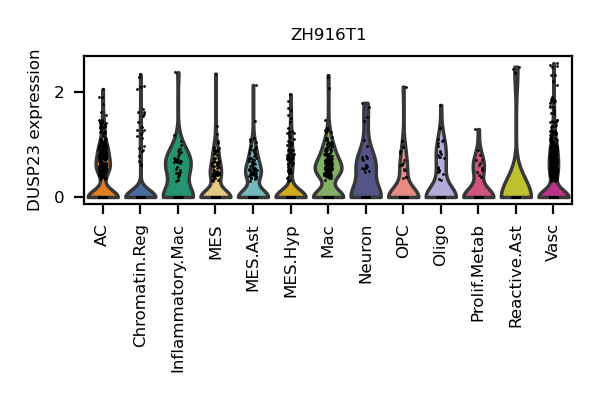 ZH916T1
DUSP23 expression
2
0
AC
Chromatin.Reg
Inflammatory.Mac
MES
MES.Ast
MES.Hyp
Mac
Neuron
OPC
Oligo
Prolif.Metab
Reactive.Ast
Vasc